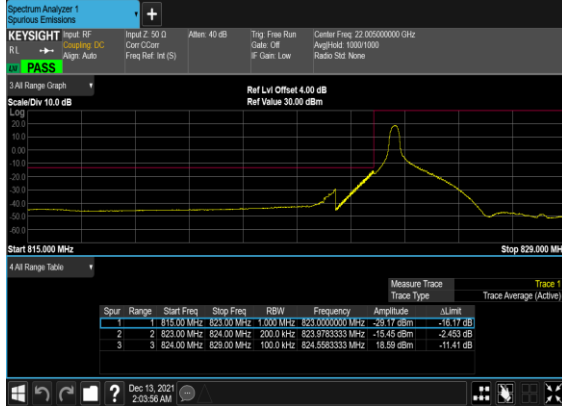 Spectrum Analyzer 1
Spurious Emissions
+
KEYSIGHT Input: RF Input Z: 50 Ω Atten: 40 dB Trig: Free Run Center Freq: 22.005000000 GHz
RL Coupling: DC Corr CCorr Gate: Off Avg|Hold: 1000/1000
Align: Auto Freq Ref: Int (S) IF Gain: Low Radio Std: None
LXI PASS
3 All Range Graph
Ref Lvl Offset 4.00 dB
Scale/Div 10.0 dB Ref Value 30.00 dBm
Log
20.0
10.0
0.00
-10.0
-20.0
-30.0
-40.0
-50.0
-60.0
Start 815.000 MHz Stop 829.000 MH
4 All Range Table
Measure Trace Trace 1
Trace Type Trace Average (Active)
Spur Range Start Freq Stop Freq RBW Frequency Amplitude ΔLimit
1 1 815.00 MHz 823.00 MHz 1.000 MHz 823.0000000 MHz -29.17 dBm -16.17 dB
2 2 823.00 MHz 824.00 MHz 200.0 kHz 823.9783333 MHz -15.45 dBm -2.453 dB
3 3 824.00 MHz 829.00 MHz 100.0 kHz 824.5583333 MHz 18.59 dBm -11.41 dB
?
Dec 13, 2021
2:03:56 AM